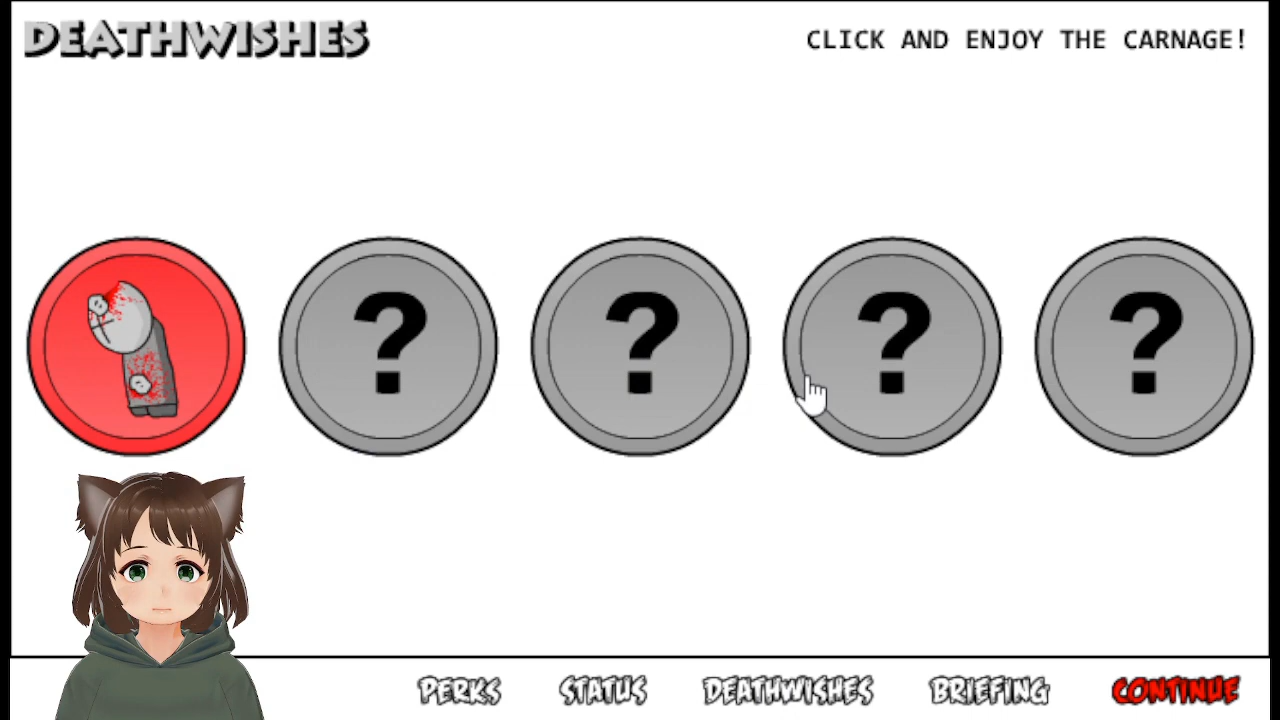 DEATHWISHES
CLICK AND ENJOY THE CARNAGE!
? ? ? ?
PERKS STATUS DEATHWISHES BRIEFING CONTINUE